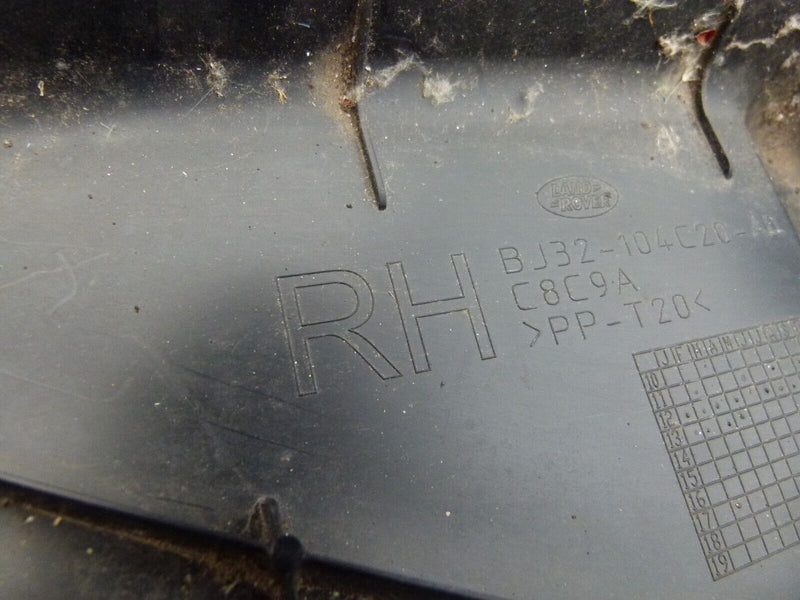 LAND-
-ROVER
RH
BJ32-104C20-AA
C8C9A
>PP-T20<
J F M A M J J
10
11
12
13
14
15
16
17
18
19